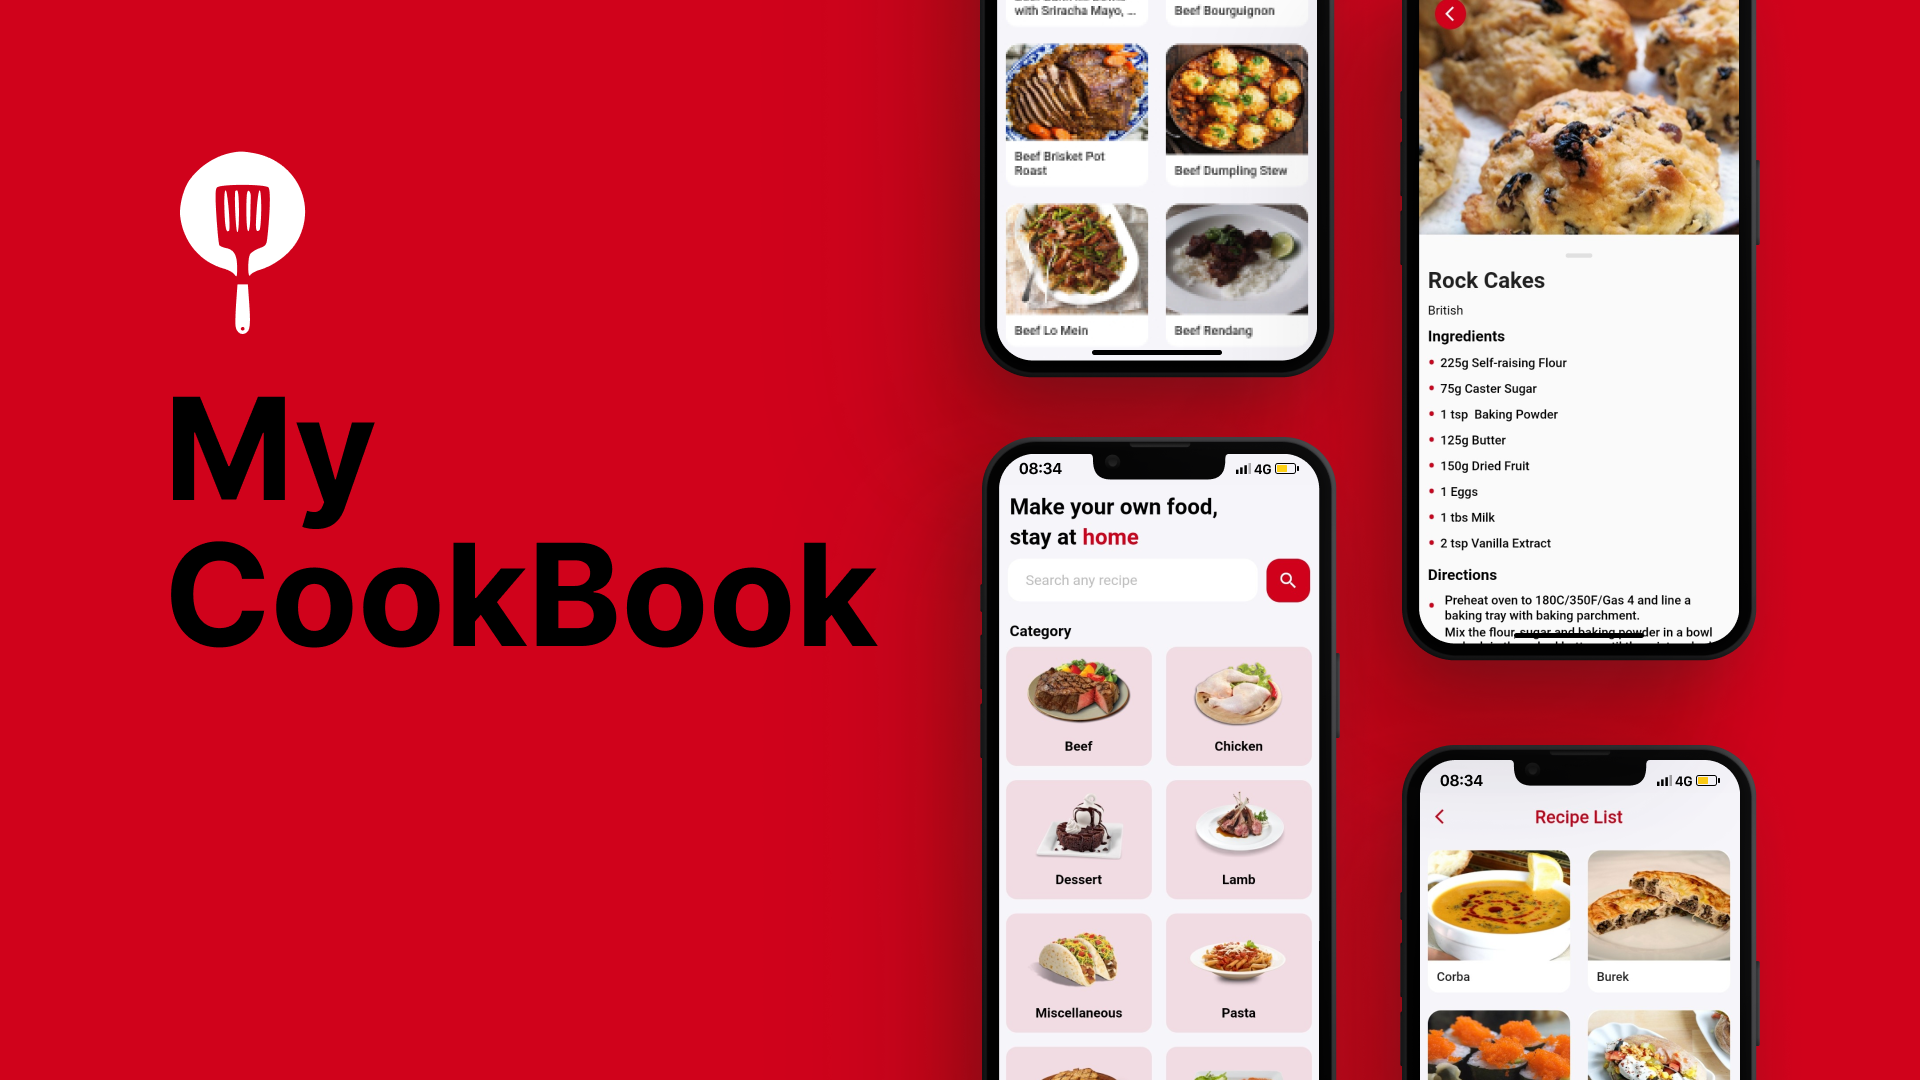 My
CookBook
with Sriracha Mayo, ...
Beef Bourguignon
Beef Brisket Pot
Roast
Beef Dumpling Stew
Beef Lo Mein
Beef Rendang
08:34
4G
Make your own food,
stay at home
Search any recipe
Category
Beef
Chicken
Dessert
Lamb
Miscellaneous
Pasta
Rock Cakes
British
Ingredients
225g Self-raising Flour
75g Caster Sugar
1 tsp  Baking Powder
125g Butter
150g Dried Fruit
1 Eggs
1 tbs Milk
2 tsp Vanilla Extract
Directions
Preheat oven to 180C/350F/Gas 4 and line a
baking tray with baking parchment.
Mix the flour, sugar and baking powder in a bowl
08:34
4G
Recipe List
Corba
Burek